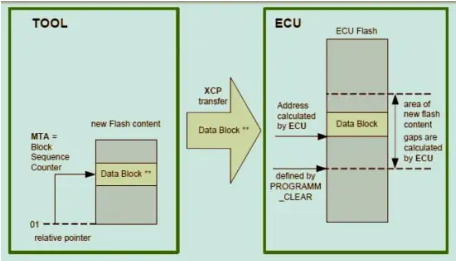 TOOL
new Flash content
MTA =
Block
Sequence
Counter
Data Block **
01
relative pointer
XCP
transfer
Data Block **
ECU
ECU Flash
Address
calculated
by ECU
Data Block
defined by
PROGRAMM
_CLEAR
area of
new flash
content
gaps are
calculated
by ECU